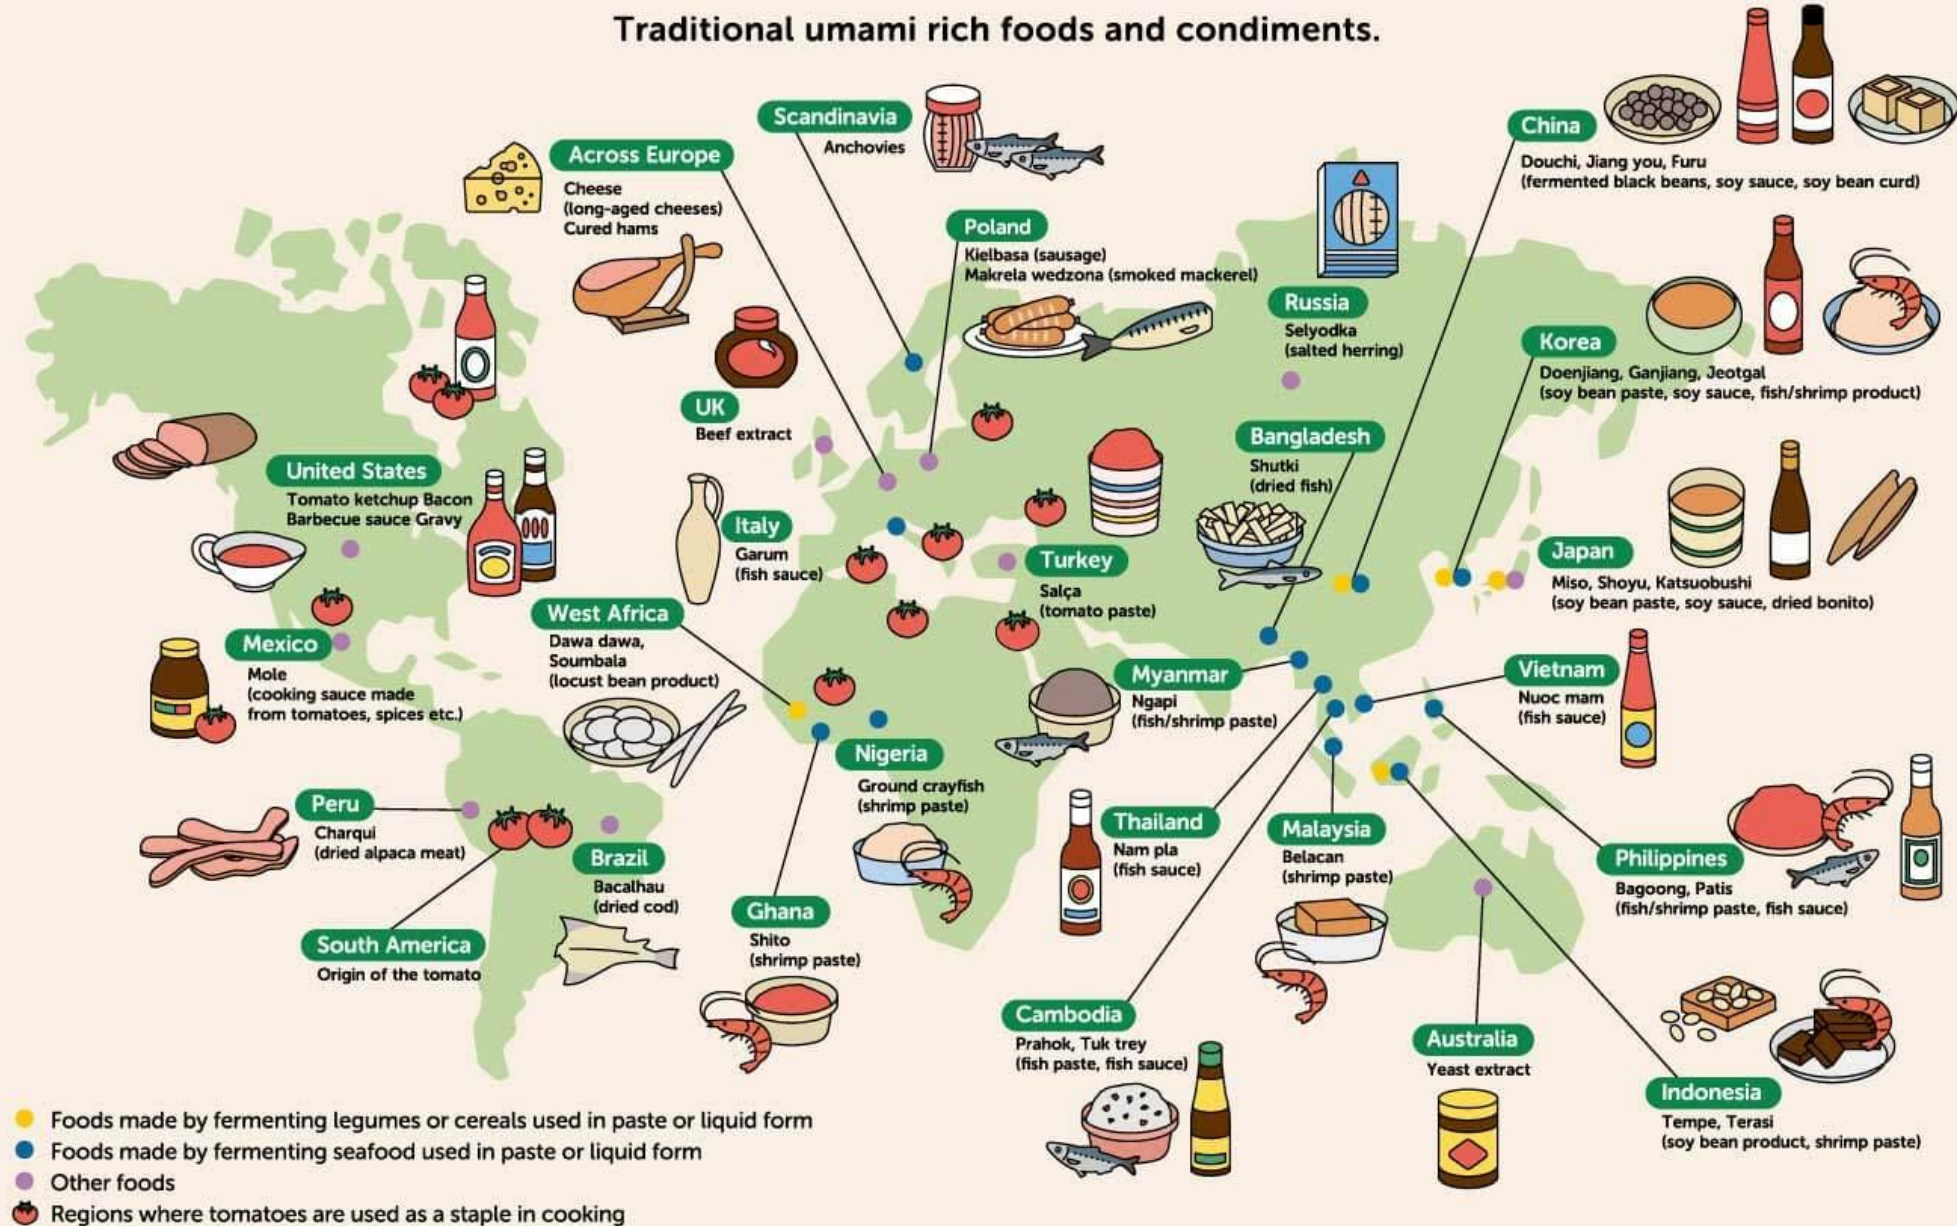 Traditional umami rich foods and condiments.
Scandinavia
Anchovies
Across Europe
Cheese
(long-aged cheeses)
Cured hams
Poland
Kielbasa (sausage)
Makrela wedzona (smoked mackerel)
China
Douchi, Jiang you, Furu
(fermented black beans, soy sauce, soy bean curd)
Russia
Selyodka
(salted herring)
Korea
Doenjiang, Ganjiang, Jeotgal
(soy bean paste, soy sauce, fish/shrimp product)
UK
Beef extract
Bangladesh
Shutki
(dried fish)
United States
Tomato ketchup Bacon
Barbecue sauce Gravy
Italy
Garum
(fish sauce)
Turkey
Salça
(tomato paste)
Japan
Miso, Shoyu, Katsuobushi
(soy bean paste, soy sauce, dried bonito)
West Africa
Dawa dawa,
Soumbala
(locust bean product)
Mexico
Mole
(cooking sauce made
from tomatoes, spices etc.)
Myanmar
Ngapi
(fish/shrimp paste)
Vietnam
Nuoc mam
(fish sauce)
Nigeria
Ground crayfish
(shrimp paste)
Peru
Charqui
(dried alpaca meat)
Brazil
Bacalhau
(dried cod)
Thailand
Nam pla
(fish sauce)
Malaysia
Belacan
(shrimp paste)
Philippines
Bagoong, Patis
(fish/shrimp paste, fish sauce)
South America
Origin of the tomato
Ghana
Shito
(shrimp paste)
Cambodia
Prahok, Tuk trey
(fish paste, fish sauce)
Australia
Yeast extract
Indonesia
Tempe, Terasi
(soy bean product, shrimp paste)
Foods made by fermenting legumes or cereals used in paste or liquid form
Foods made by fermenting seafood used in paste or liquid form
Other foods
Regions where tomatoes are used as a staple in cooking